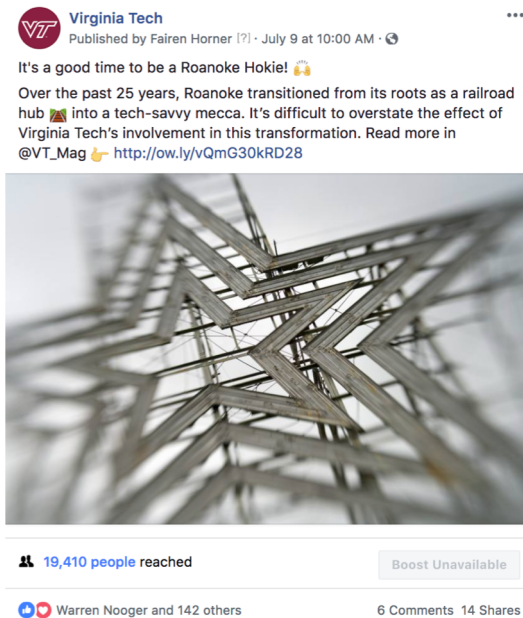 VT
Virginia Tech
Published by Fairen Horner [?] · July 9 at 10:00 AM ·
It's a good time to be a Roanoke Hokie! 🙌
Over the past 25 years, Roanoke transitioned from its roots as a railroad
hub 🛤️ into a tech-savvy mecca. It's difficult to overstate the effect of
Virginia Tech's involvement in this transformation. Read more in
@VT_Mag 👉 http://ow.ly/vQmG30kRD28
19,410 people reached
Boost Unavailable
Warren Nooger and 142 others
6 Comments 14 Shares